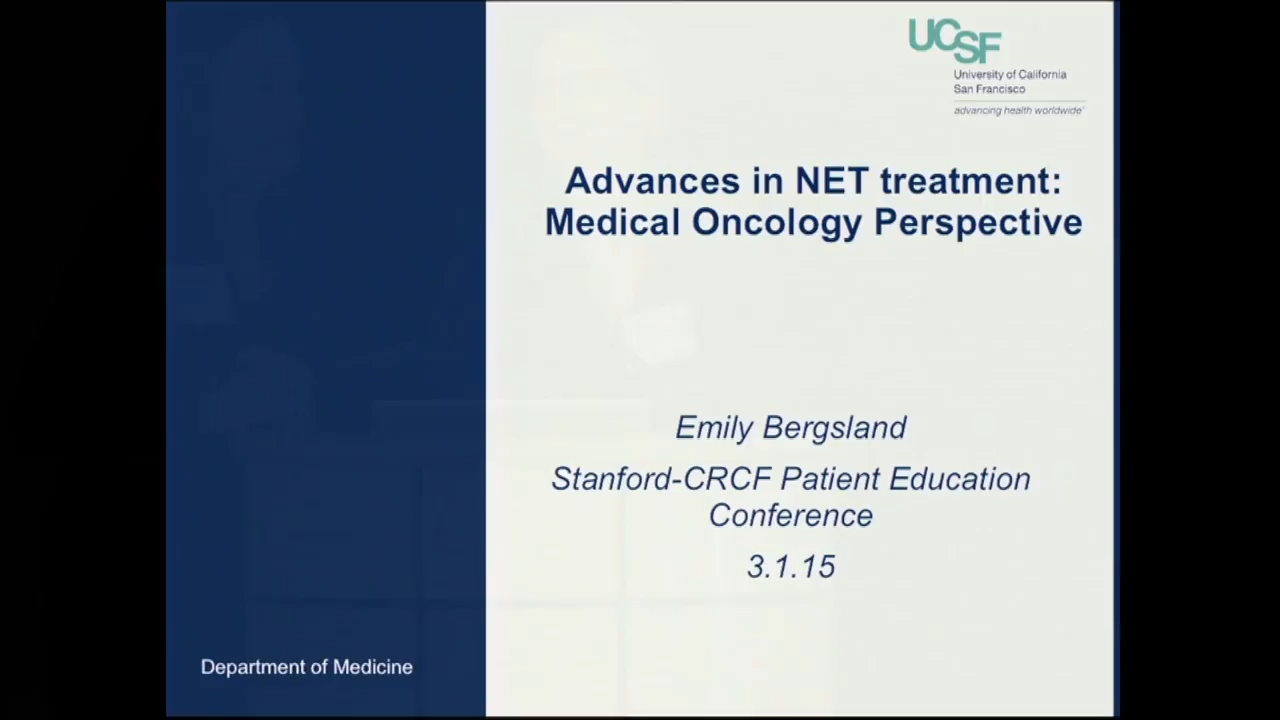 UCSF
University of California
San Francisco
advancing health worldwide™
Advances in NET treatment:
Medical Oncology Perspective
Emily Bergsland
Stanford-CRCF Patient Education
Conference
3.1.15
Department of Medicine